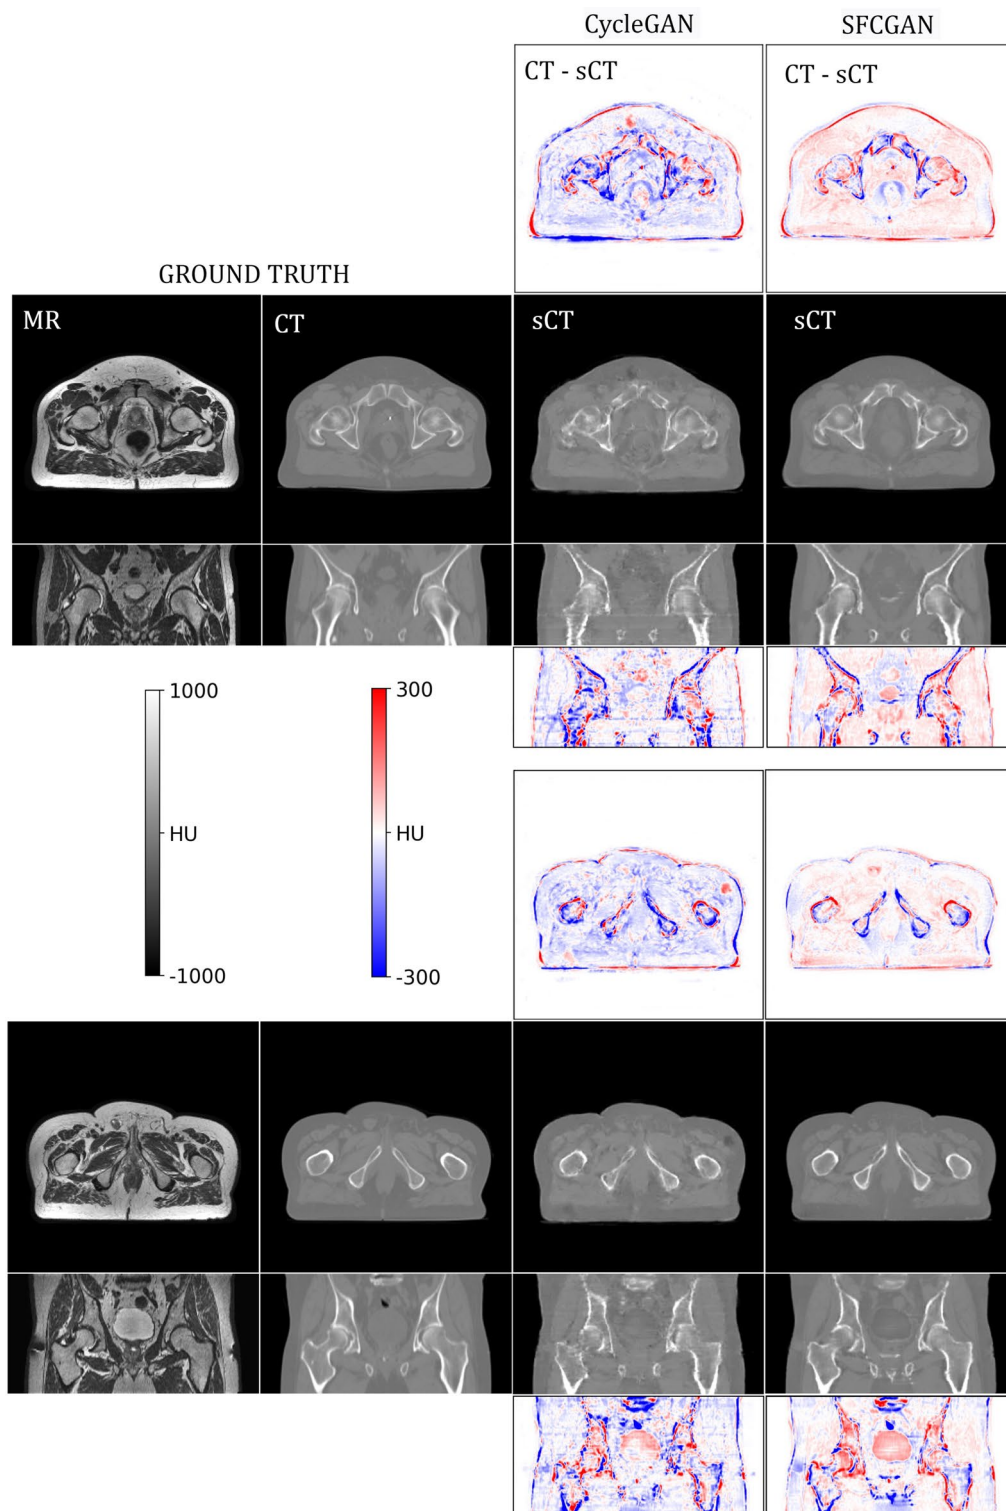 CycleGAN
SFCGAN
CT - sCT
CT - sCT
GROUND TRUTH
MR
CT
sCT
sCT
1000
HU
-1000
300
HU
-300